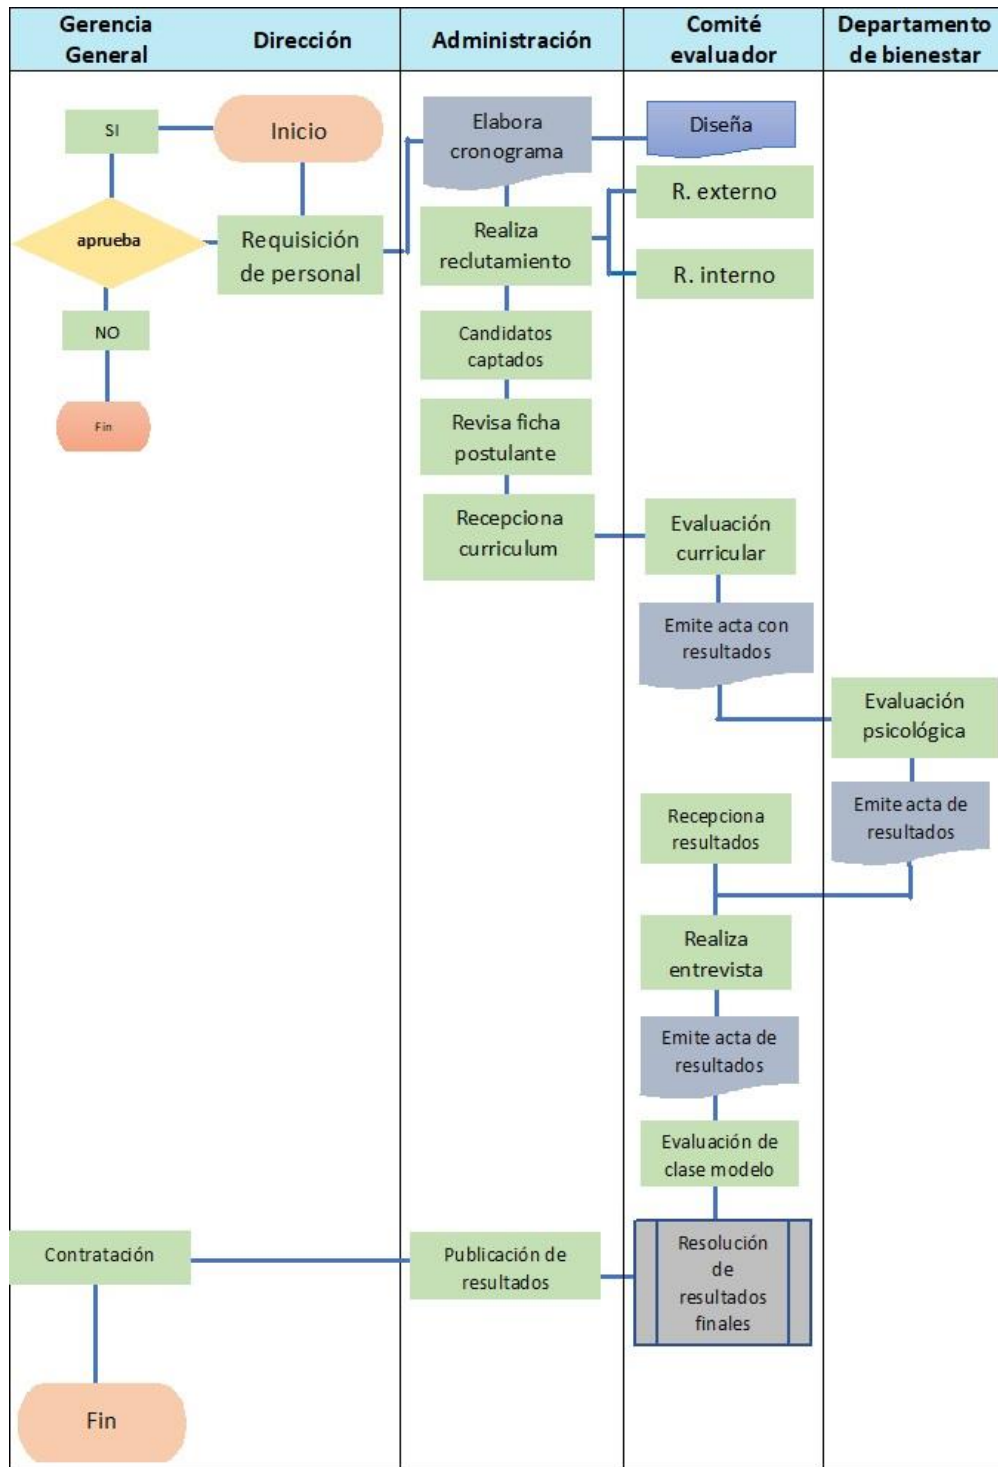 Gerencia
General
Dirección
Administración
Comité
evaluador
Departamento
de bienestar
SI
Inicio
Elabora
cronograma
Diseña
R. externo
aprueba
Requisición
de personal
Realiza
reclutamiento
R. interno
NO
Candidatos
captados
Fin
Revisa ficha
postulante
Recepciona
curriculum
Evaluación
curricular
Emite acta con
resultados
Evaluación
psicológica
Recepciona
resultados
Emite acta de
resultados
Realiza
entrevista
Emite acta de
resultados
Evaluación de
clase modelo
Contratación
Publicación de
resultados
Resolución
de
resultados
finales
Fin